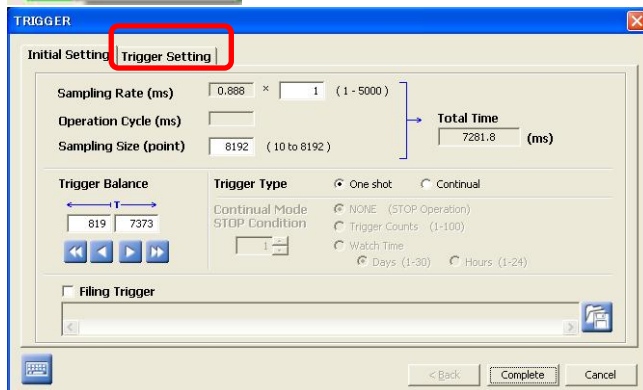 TRIGGER
Initial Setting Trigger Setting
Sampling Rate (ms) 0.888 × 1 (1 - 5000)
Operation Cycle (ms) Total Time
7281.8 (ms)
Sampling Size (point) 8192 (10 to 8192)
Trigger Balance Trigger Type One shot Continual
T
819 7373
Continual Mode NONE (STOP Operation)
STOP Condition Trigger Counts (1-100)
1 Watch Time
Days (1-30) Hours (1-24)
Filing Trigger
< Back Complete Cancel